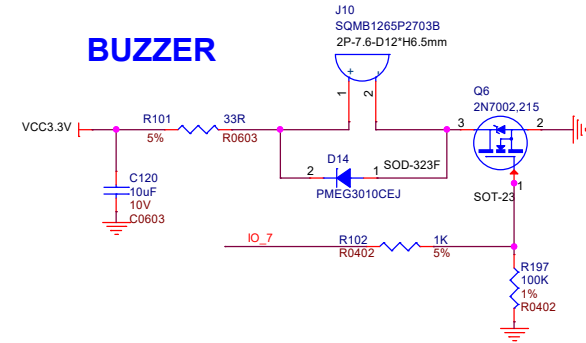 J10
SQMB1265P2703B
2P-7.6-D12*H6.5mm
BUZZER
+
1
2
Q6
2N7002,215
VCC3.3V
R101
33R
5%
R0603
3
2
D14
2
1
SOD-323F
PMEG3010CEJ
C120
10uF
10V
C0603
1
SOT-23
IO_7
R102
1K
R0402
5%
R197
100K
1%
R0402